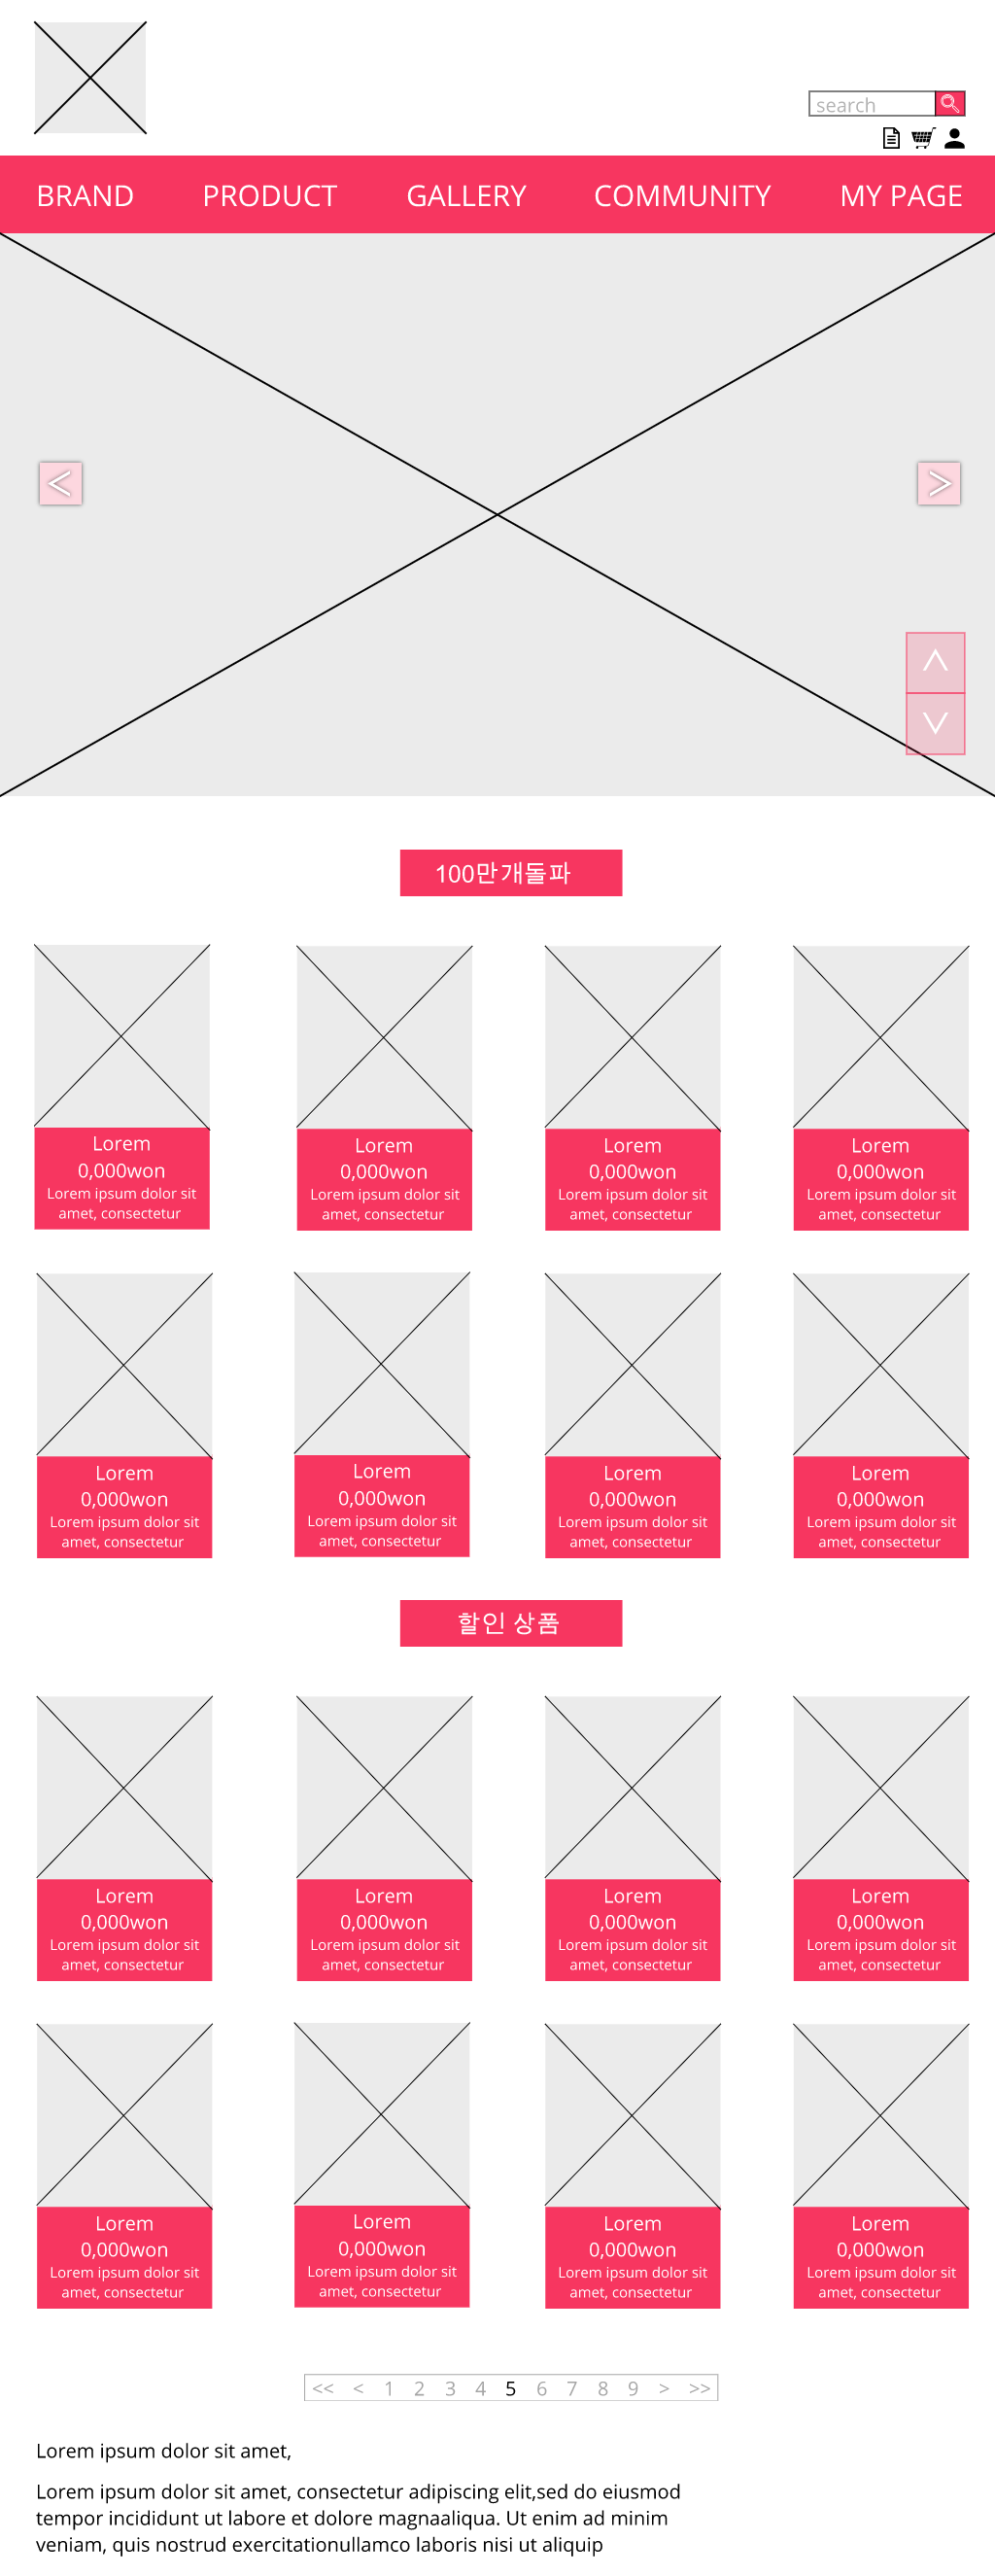 search
BRAND PRODUCT GALLERY COMMUNITY MY PAGE
<
>
100만개돌파
Lorem
0,000won
Lorem ipsum dolor sit
amet, consectetur
Lorem
0,000won
Lorem ipsum dolor sit
amet, consectetur
Lorem
0,000won
Lorem ipsum dolor sit
amet, consectetur
Lorem
0,000won
Lorem ipsum dolor sit
amet, consectetur
Lorem
0,000won
Lorem ipsum dolor sit
amet, consectetur
Lorem
0,000won
Lorem ipsum dolor sit
amet, consectetur
Lorem
0,000won
Lorem ipsum dolor sit
amet, consectetur
Lorem
0,000won
Lorem ipsum dolor sit
amet, consectetur
할인 상품
Lorem
0,000won
Lorem ipsum dolor sit
amet, consectetur
Lorem
0,000won
Lorem ipsum dolor sit
amet, consectetur
Lorem
0,000won
Lorem ipsum dolor sit
amet, consectetur
Lorem
0,000won
Lorem ipsum dolor sit
amet, consectetur
Lorem
0,000won
Lorem ipsum dolor sit
amet, consectetur
Lorem
0,000won
Lorem ipsum dolor sit
amet, consectetur
Lorem
0,000won
Lorem ipsum dolor sit
amet, consectetur
Lorem
0,000won
Lorem ipsum dolor sit
amet, consectetur
<< < 1 2 3 4 5 6 7 8 9 > >>
Lorem ipsum dolor sit amet,
Lorem ipsum dolor sit amet, consectetur adipiscing elit,sed do eiusmod
tempor incididunt ut labore et dolore magnaaliqua. Ut enim ad minim
veniam, quis nostrud exercitationullamco laboris nisi ut aliquip